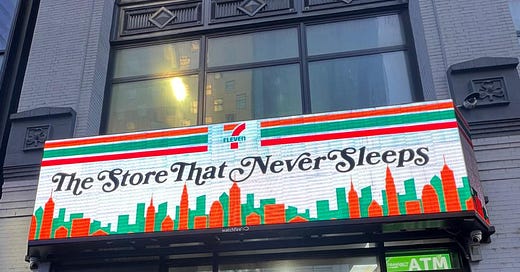 7
ELEVEN
The Store That Never Sleeps
ATM